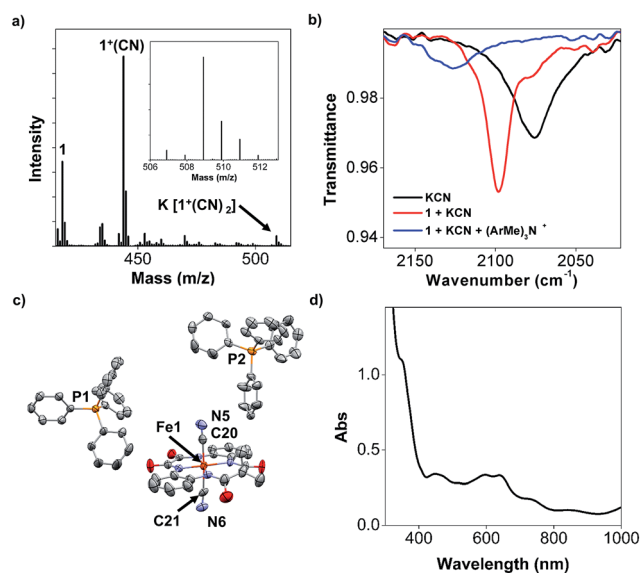 a)
1⁺(CN)
1
K [1⁺(CN)₂]
Intensity
450
500
Mass (m/z)
506 508 510 512
Mass (m/z)
b)
Transmittance
0.98
0.96
0.94
KCN
1 + KCN
1 + KCN + (ArMe)₃N⁺
2150
2100
2050
Wavenumber (cm⁻¹)
c)
P1
P2
N5
C20
Fe1
C21
N6
d)
Abs
1.0
0.5
0.0
400 600 800 1000
Wavelength (nm)